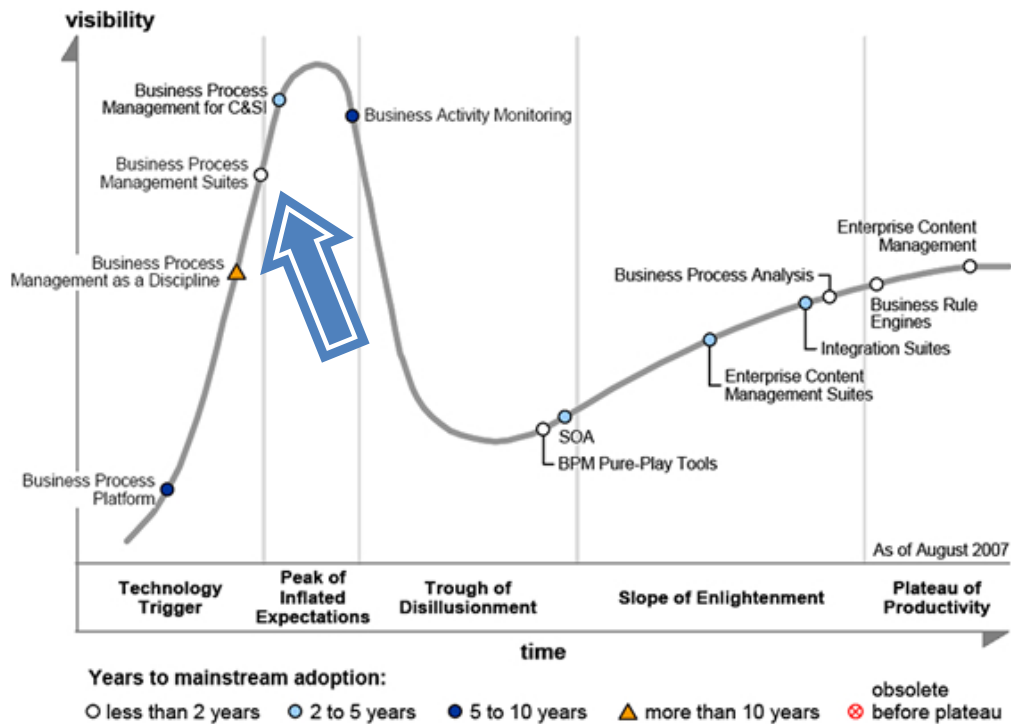 visibility
Business Process
Management for C&SI
Business Activity Monitoring
Business Process
Management Suites
Business Process
Management as a Discipline
Business Process
Platform
Enterprise Content
Management
Business Process Analysis
Business Rule
Engines
Integration Suites
Enterprise Content
Management Suites
SOA
BPM Pure-Play Tools
As of August 2007
Technology
Trigger
Peak of
Inflated
Expectations
Trough of
Disillusionment
Slope of Enlightenment
Plateau of
Productivity
time
Years to mainstream adoption:
less than 2 years
2 to 5 years
5 to 10 years
more than 10 years
obsolete
before plateau